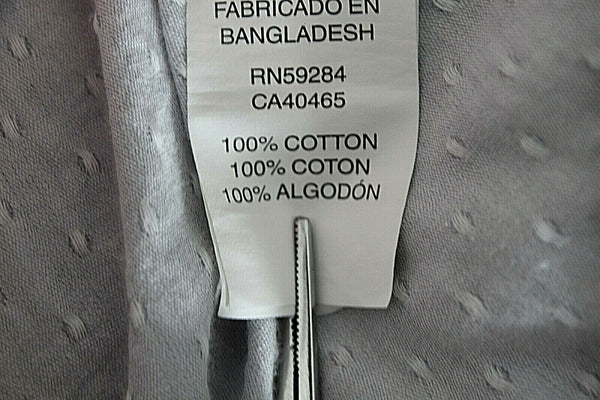 FABRICADO EN
BANGLADESH
RN59284
CA40465
100% COTTON
100% COTON
100% ALGODÓN